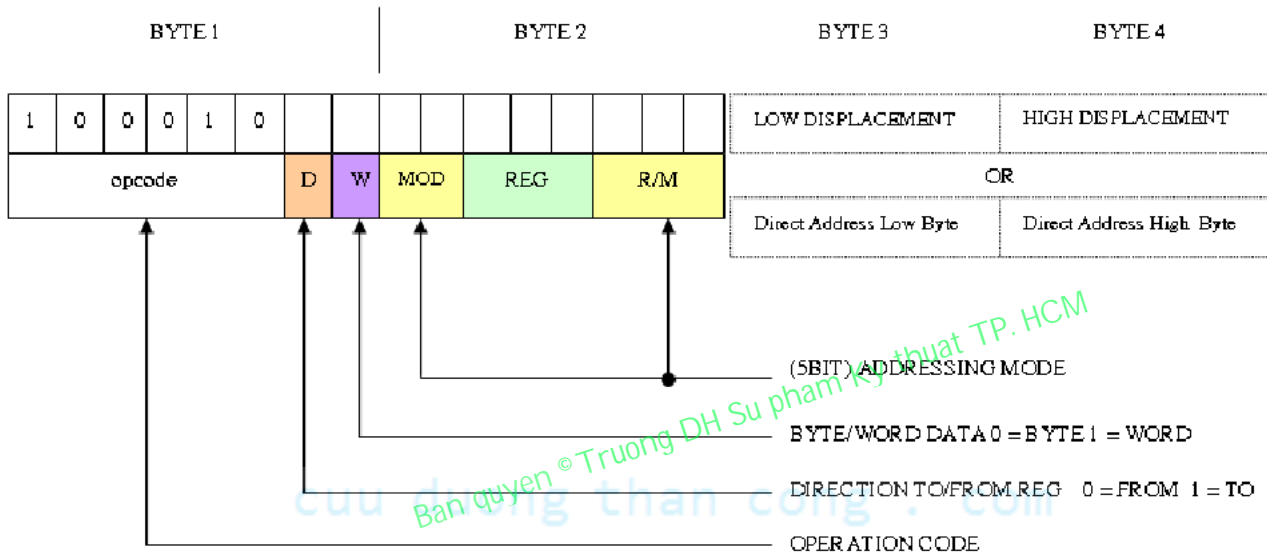 BYTE 1 BYTE 2 BYTE 3 BYTE 4
1 0 0 0 1 0 LOW DISPLACEMENT HIGH DISPLACEMENT
opcode D W MOD REG R/M OR
Direct Address Low Byte Direct Address High Byte
(5BIT) ADDRESSING MODE
BYTE/WORD DATA 0 = BYTE 1 = WORD
DIRECTION TO/FROM REG 0 = FROM 1 = TO
OPERATION CODE
Ban quyen © Truong DH Su pham Ky thuat TP. HCM
cuu duong than cong . com